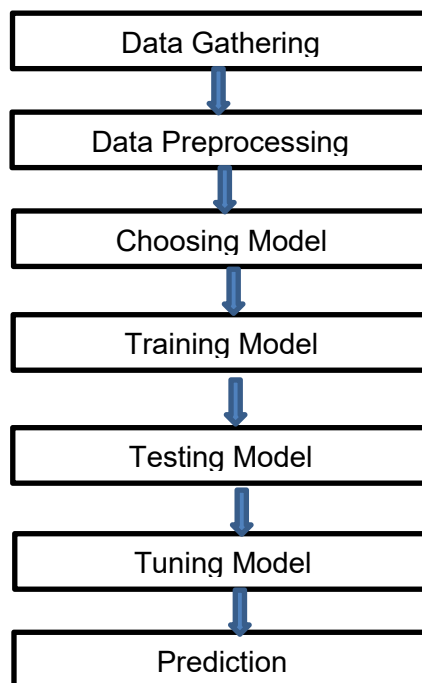 Data Gathering
Data Preprocessing
Choosing Model
Training Model
Testing Model
Tuning Model
Prediction